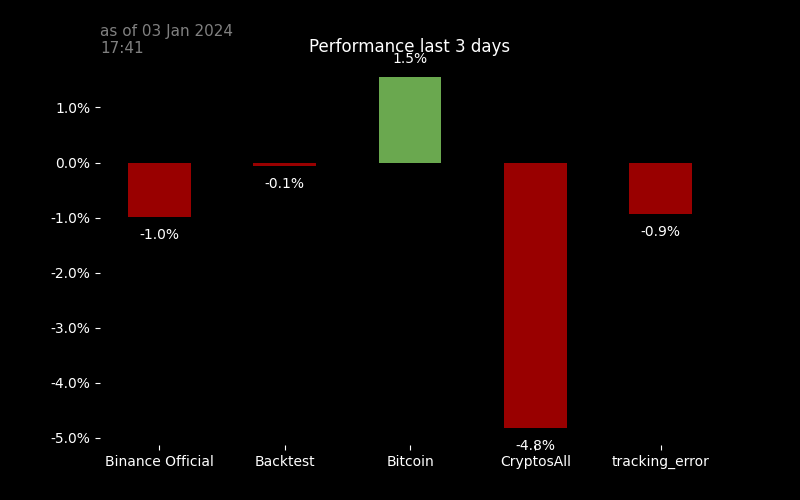 as of 03 Jan 2024
17:41
Performance last 3 days
1.5%
1.0%
0.0%
-1.0%
-2.0%
-3.0%
-4.0%
-5.0%
-1.0%
-0.1%
-4.8%
-0.9%
Binance Official
Backtest
Bitcoin
CryptosAll
tracking_error